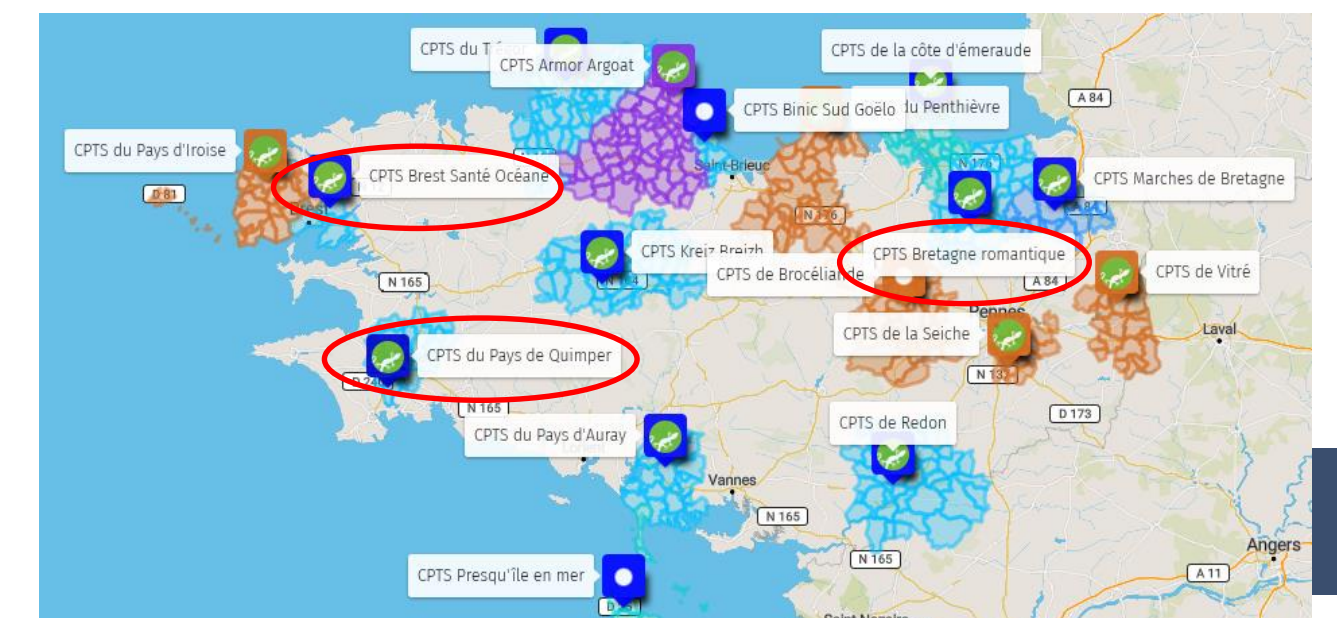 CPTS du T
CPTS de la côte d'émeraude
CPTS Armor Argoat
A 84
CPTS Binic Sud Goëlo
du Penthièvre
CPTS du Pays d'Iroise
Saint-Brieuc
N 176
CPTS Brest Santé Océane
CPTS Marches de Bretagne
D 81
A 84
Brest
N 176
CPTS Kreiz Breizh
CPTS Bretagne romantique
CPTS de Brocéliande
CPTS de Vitré
N 165
A 84
Rennes
CPTS de la Seiche
Laval
CPTS du Pays de Quimper
N 165
D 173
CPTS de Redon
CPTS du Pays d'Auray
Vannes
N 165
Angers
N 165
CPTS Presqu'île en mer
A 11
Saint-Nazaire